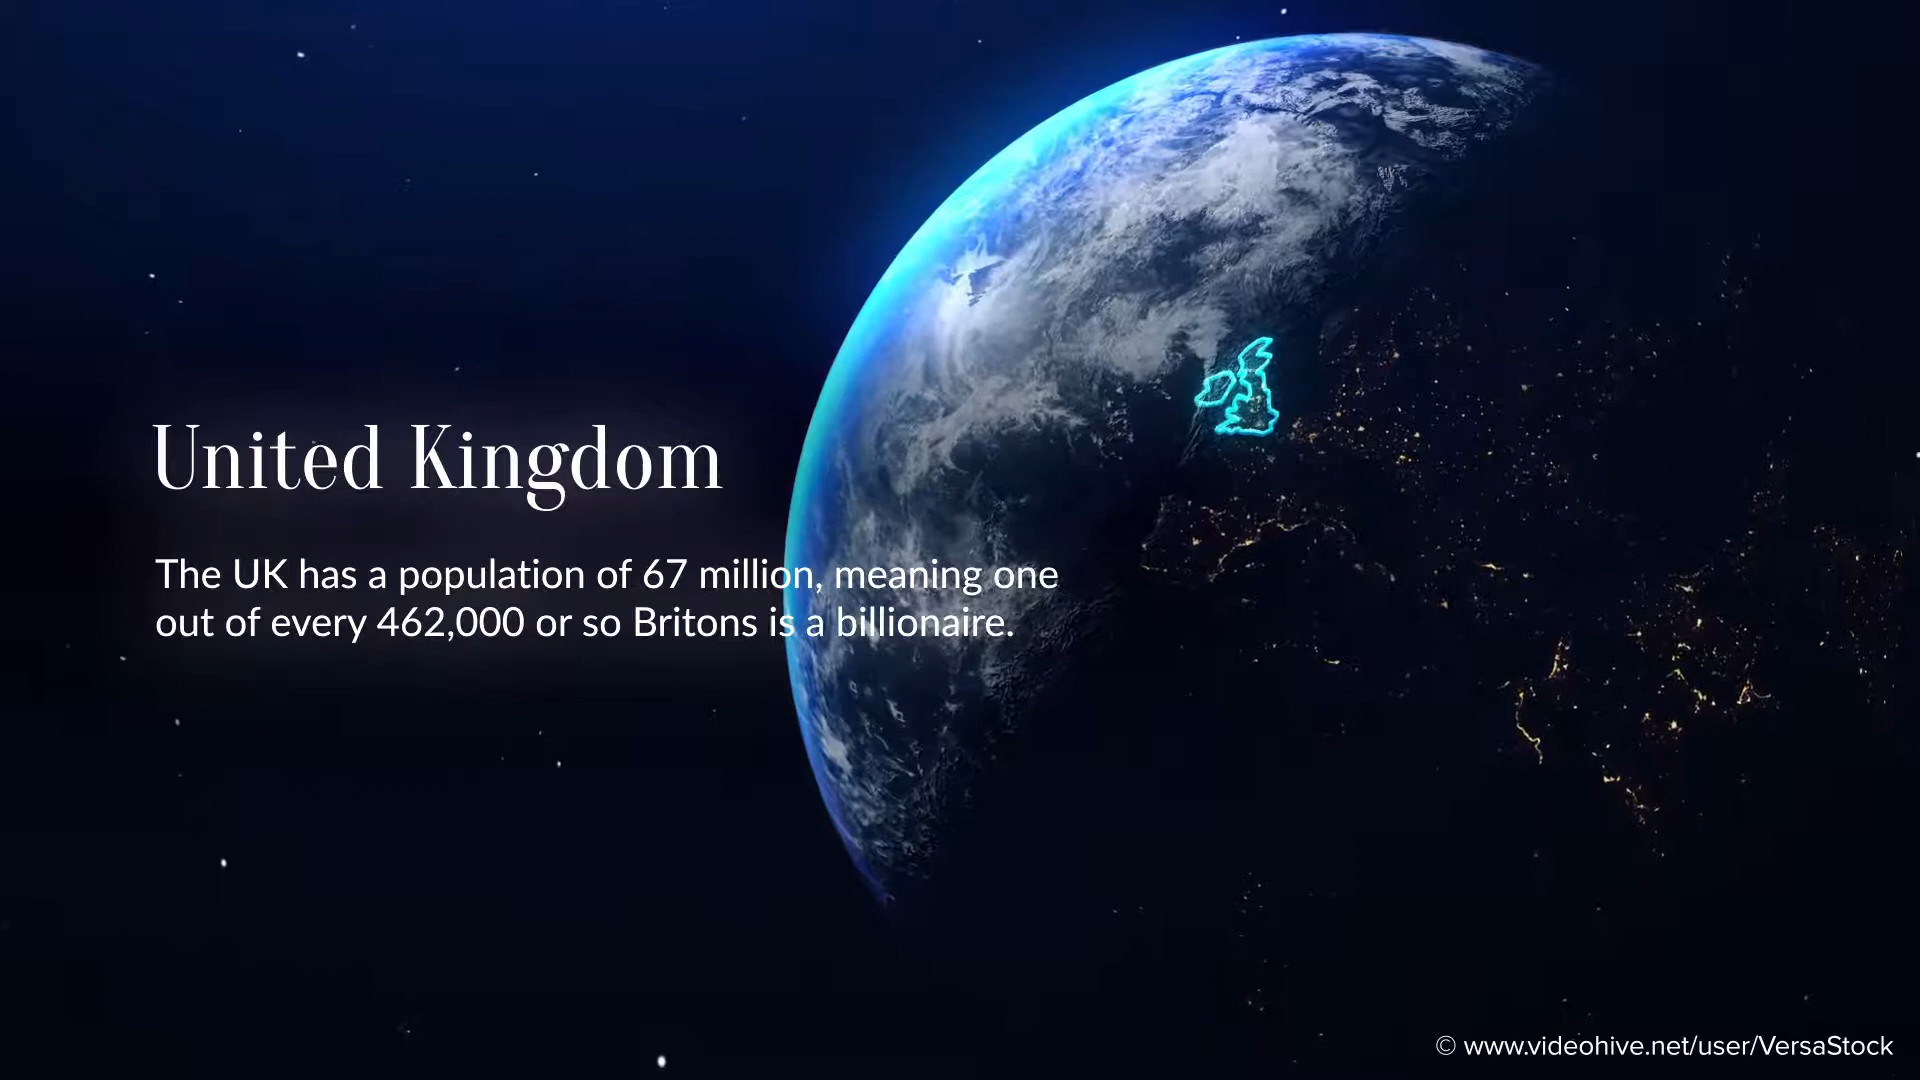 United Kingdom
The UK has a population of 67 million, meaning one
out of every 462,000 or so Britons is a billionaire.
© www.videohive.net/user/VersaStock